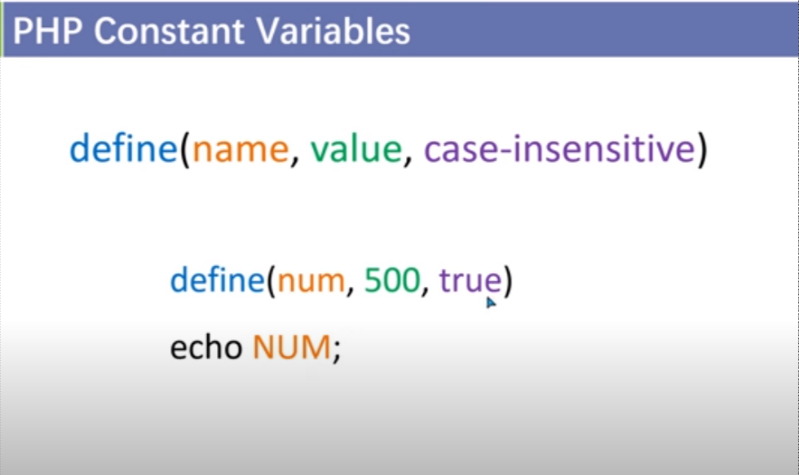 PHP Constant Variables
define(name, value, case-insensitive)
define(num, 500, true)
echo NUM;